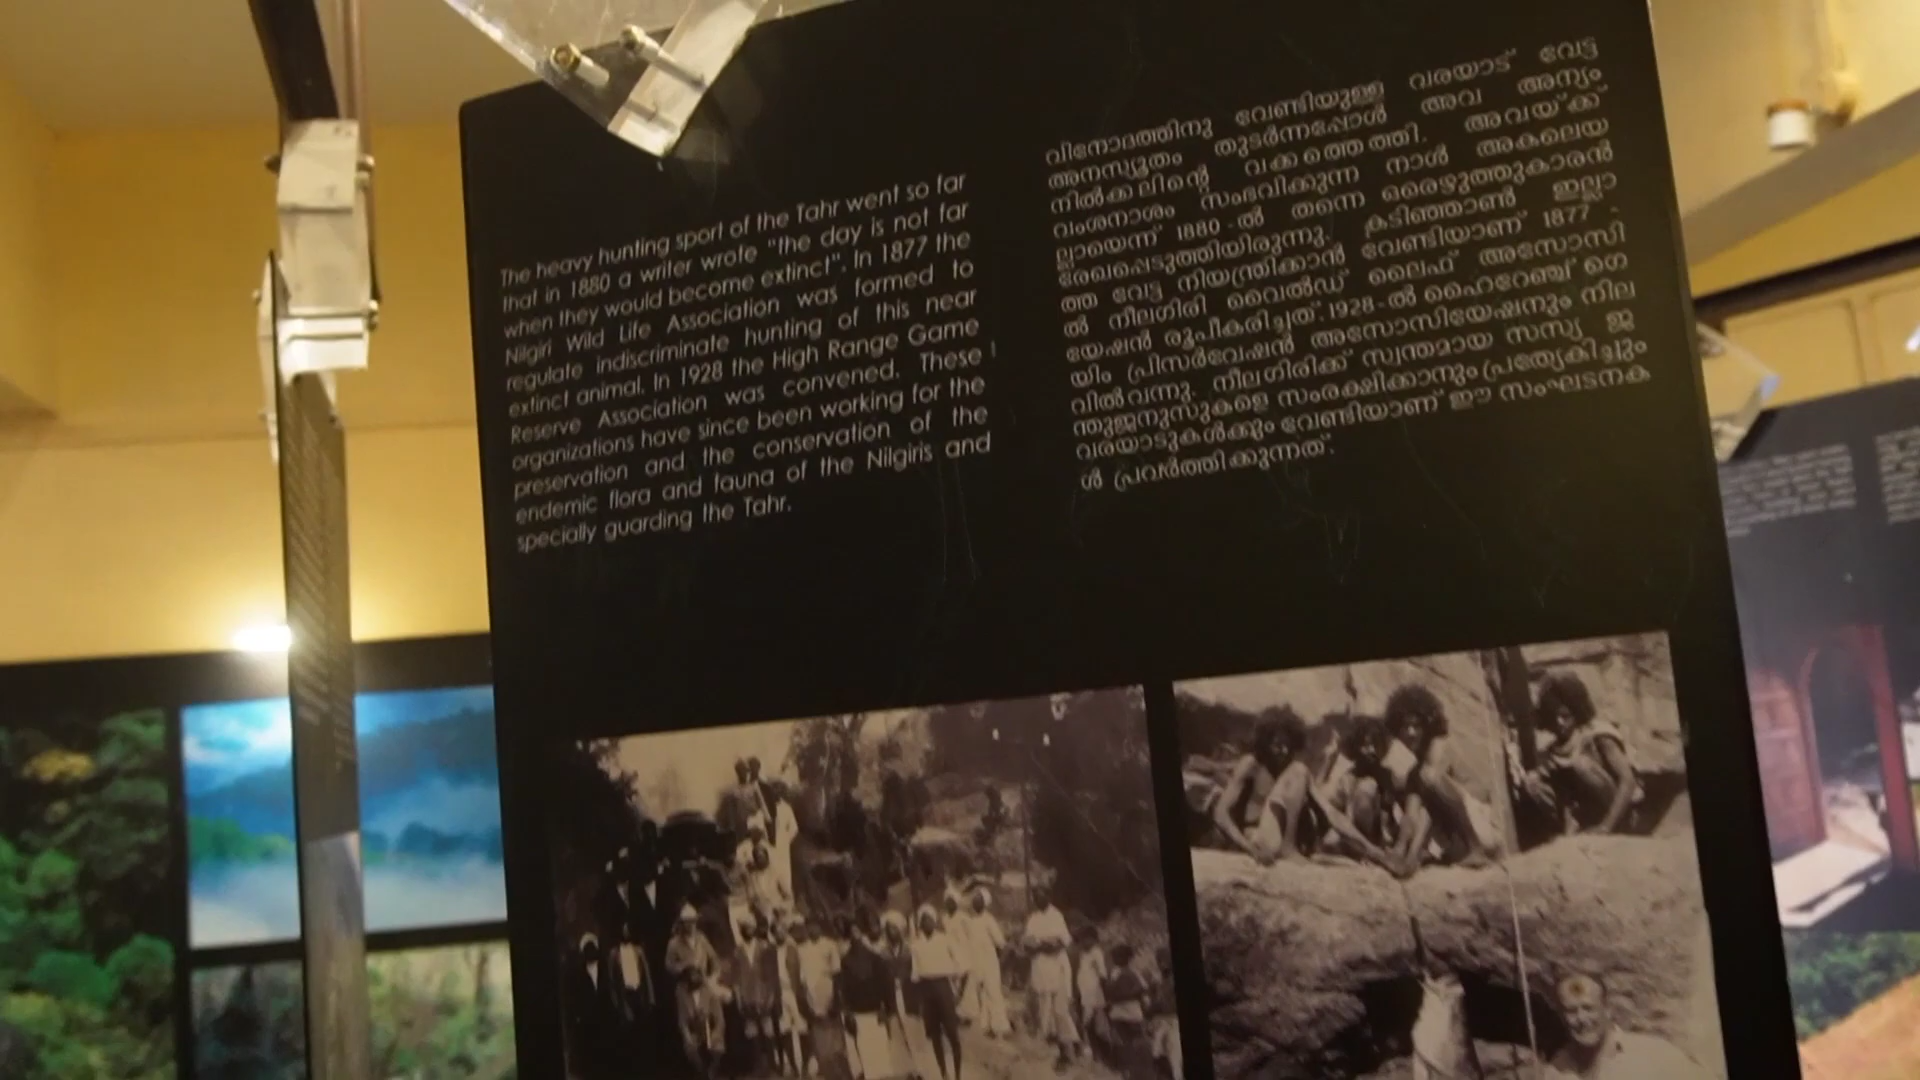 The heavy hunting sport of the Tahr went so far
that in 1880 a writer wrote "the day is not far
when they would become extinct". In 1877 the
Nilgiri Wild Life Association was formed to
regulate indiscriminate hunting of this near
extinct animal. In 1928 the High Range Game
Reserve Association was convened. These
organizations have since been working for the
preservation and the conservation of the
endemic flora and fauna of the Nilgiris and
specially guarding the Tahr.
വിനോദത്തിനു വേണ്ടിയുള്ള വരയാട് വേട്ട
അനസ്യൂതം തുടർന്നപ്പോൾ അവ അന്യം
നിൽക്കലിന്റെ വക്കത്തെത്തി. അവയ്ക്ക്
വംശനാശം സംഭവിക്കുന്ന നാൾ അകലെയ
ല്ലായെന്ന് 1880 -ൽ തന്നെ ഒരെഴുത്തുകാരൻ
രേഖപ്പെടുത്തിയിരുന്നു. കടിഞ്ഞാൺ ഇല്ലാ
ത്ത വേട്ട നിയന്ത്രിക്കാൻ വേണ്ടിയാണ് 1877 -
ൽ നീലഗിരി വൈൽഡ് ലൈഫ് അസോസി
യേഷൻ രൂപീകരിച്ചത്. 1928-ൽ ഹൈറേഞ്ച് ഗെ
യിം പ്രിസർവേഷൻ അസോസിയേഷനും നില
വിൽ വന്നു. നീലഗിരിക്ക് സ്വന്തമായ സസ്യ ജ
ന്തുജനുസുകളെ സംരക്ഷിക്കാനും പ്രത്യേകിച്ചും
വരയാടുകൾക്കും വേണ്ടിയാണ് ഈ സംഘടനക
ൾ പ്രവർത്തിക്കുന്നത്.